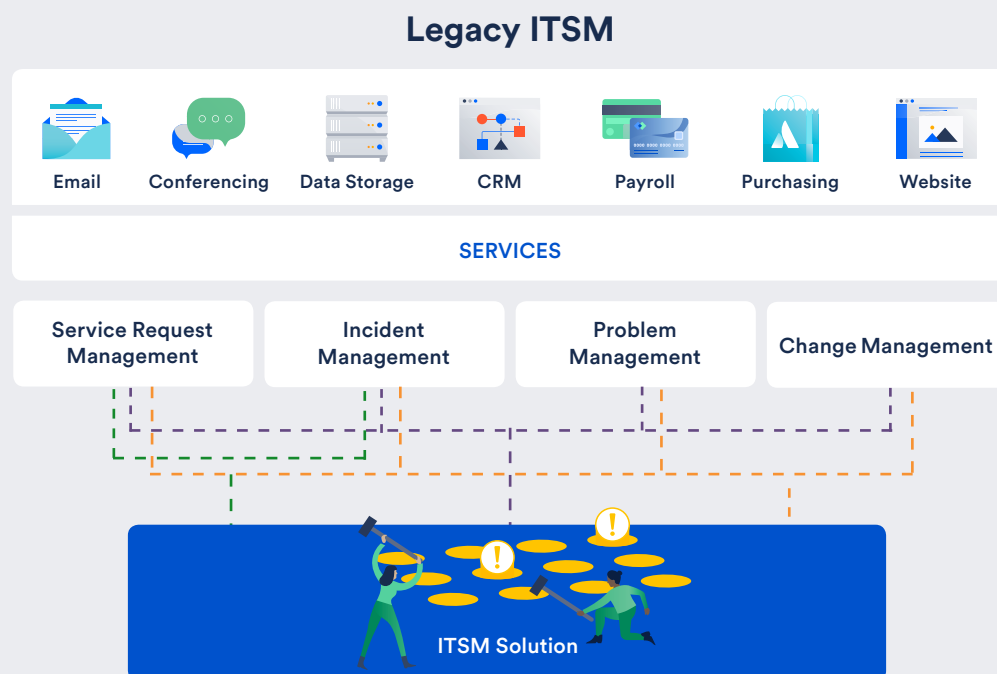 Legacy ITSM
Email
Conferencing
Data Storage
CRM
Payroll
Purchasing
Website
SERVICES
Service Request
Management
Incident
Management
Problem
Management
Change Management
!
!
ITSM Solution